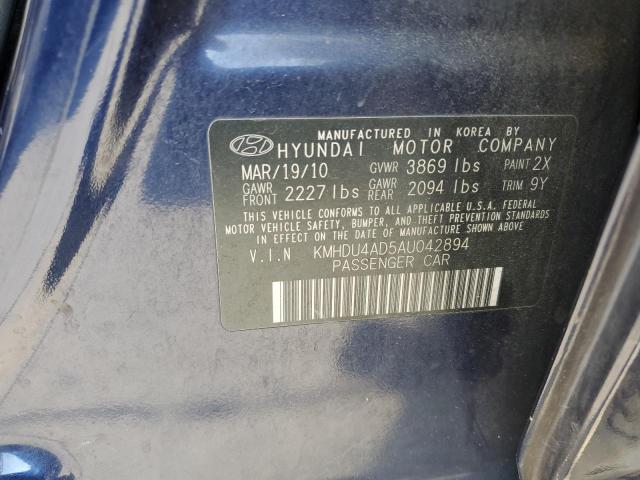 MANUFACTURED IN KOREA BY
HYUNDAI MOTOR COMPANY
MAR/19/10 GVWR 3869 lbs PAINT 2X
GAWR FRONT 2227 lbs GAWR REAR 2094 lbs TRIM 9Y
THIS VEHICLE CONFORMS TO ALL APPLICABLE U.S.A. FEDERAL
MOTOR VEHICLE SAFETY, BUMPER, AND THEFT PREVENTION STANDARDS
IN EFFECT ON THE DATE OF MANUFACTURE SHOWN ABOVE.
V.I.N KMHDU4AD5AU042894
PASSENGER CAR